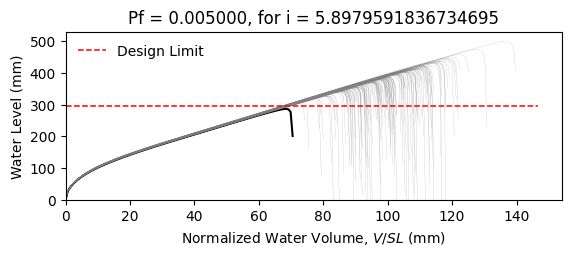 Pf = 0.005000, for i = 5.8979591836734695
Design Limit
Water Level (mm)
500
400
300
200
100
0
0 20 40 60 80 100 120 140
Normalized Water Volume, V/SL (mm)